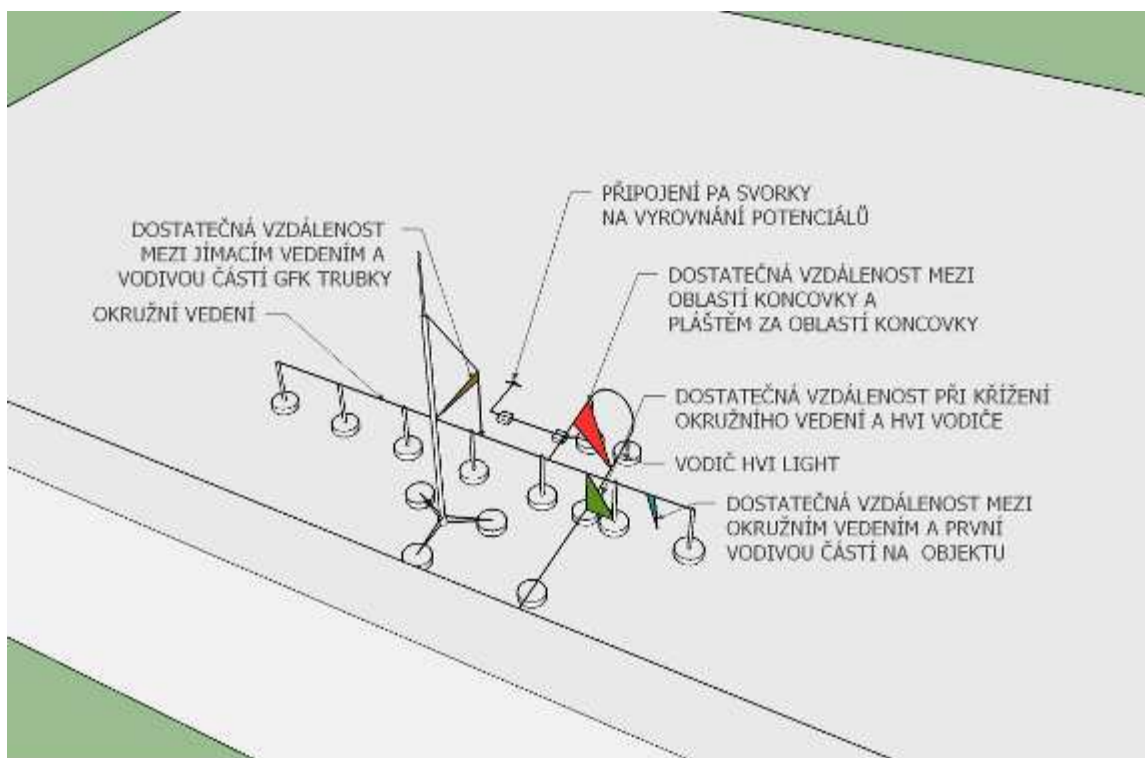 PŘIPOJENÍ PA SVORKY
NA VYROVNÁNÍ POTENCIÁLŮ
DOSTATEČNÁ VZDÁLENOST
MEZI JÍMACÍM VEDENÍM A
VODIVOU ČÁSTÍ GFK TRUBKY
OKRUŽNÍ VEDENÍ
DOSTATEČNÁ VZDÁLENOST MEZI
OBLASTÍ KONCOVKY A
PLÁŠTĚM ZA OBLASTÍ KONCOVKY
DOSTATEČNÁ VZDÁLENOST PŘI KŘÍŽENÍ
OKRUŽNÍHO VEDENÍ A HVI VODIČE
VODIČ HVI LIGHT
DOSTATEČNÁ VZDÁLENOST MEZI
OKRUŽNÍM VEDENÍM A PRVNÍ
VODIVOU ČÁSTÍ NA OBJEKTU